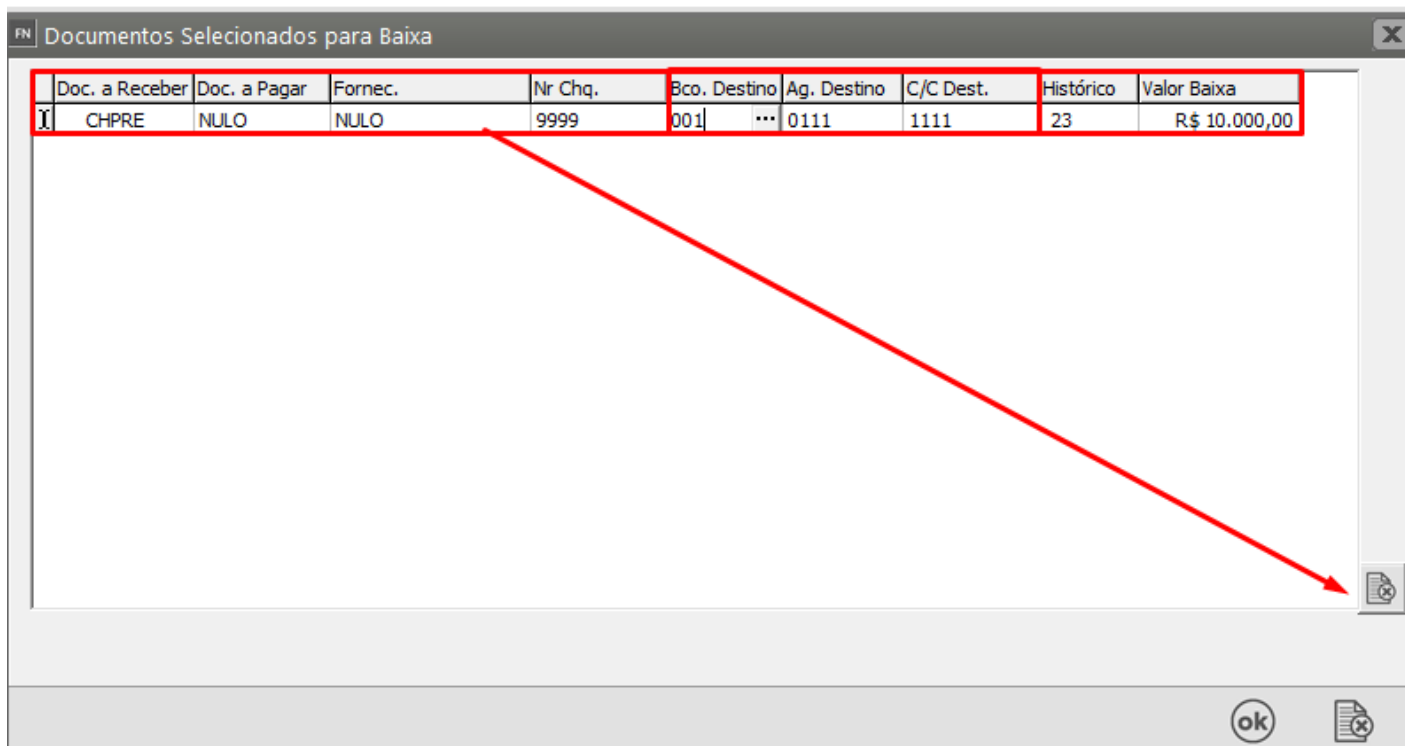 FN Documentos Selecionados para Baixa
Doc. a Receber Doc. a Pagar Fornec. Nr Chq. Bco. Destino Ag. Destino C/C Dest. Histórico Valor Baixa
CHPRE NULO NULO 9999 001 ... 0111 1111 23 R$ 10.000,00
ok